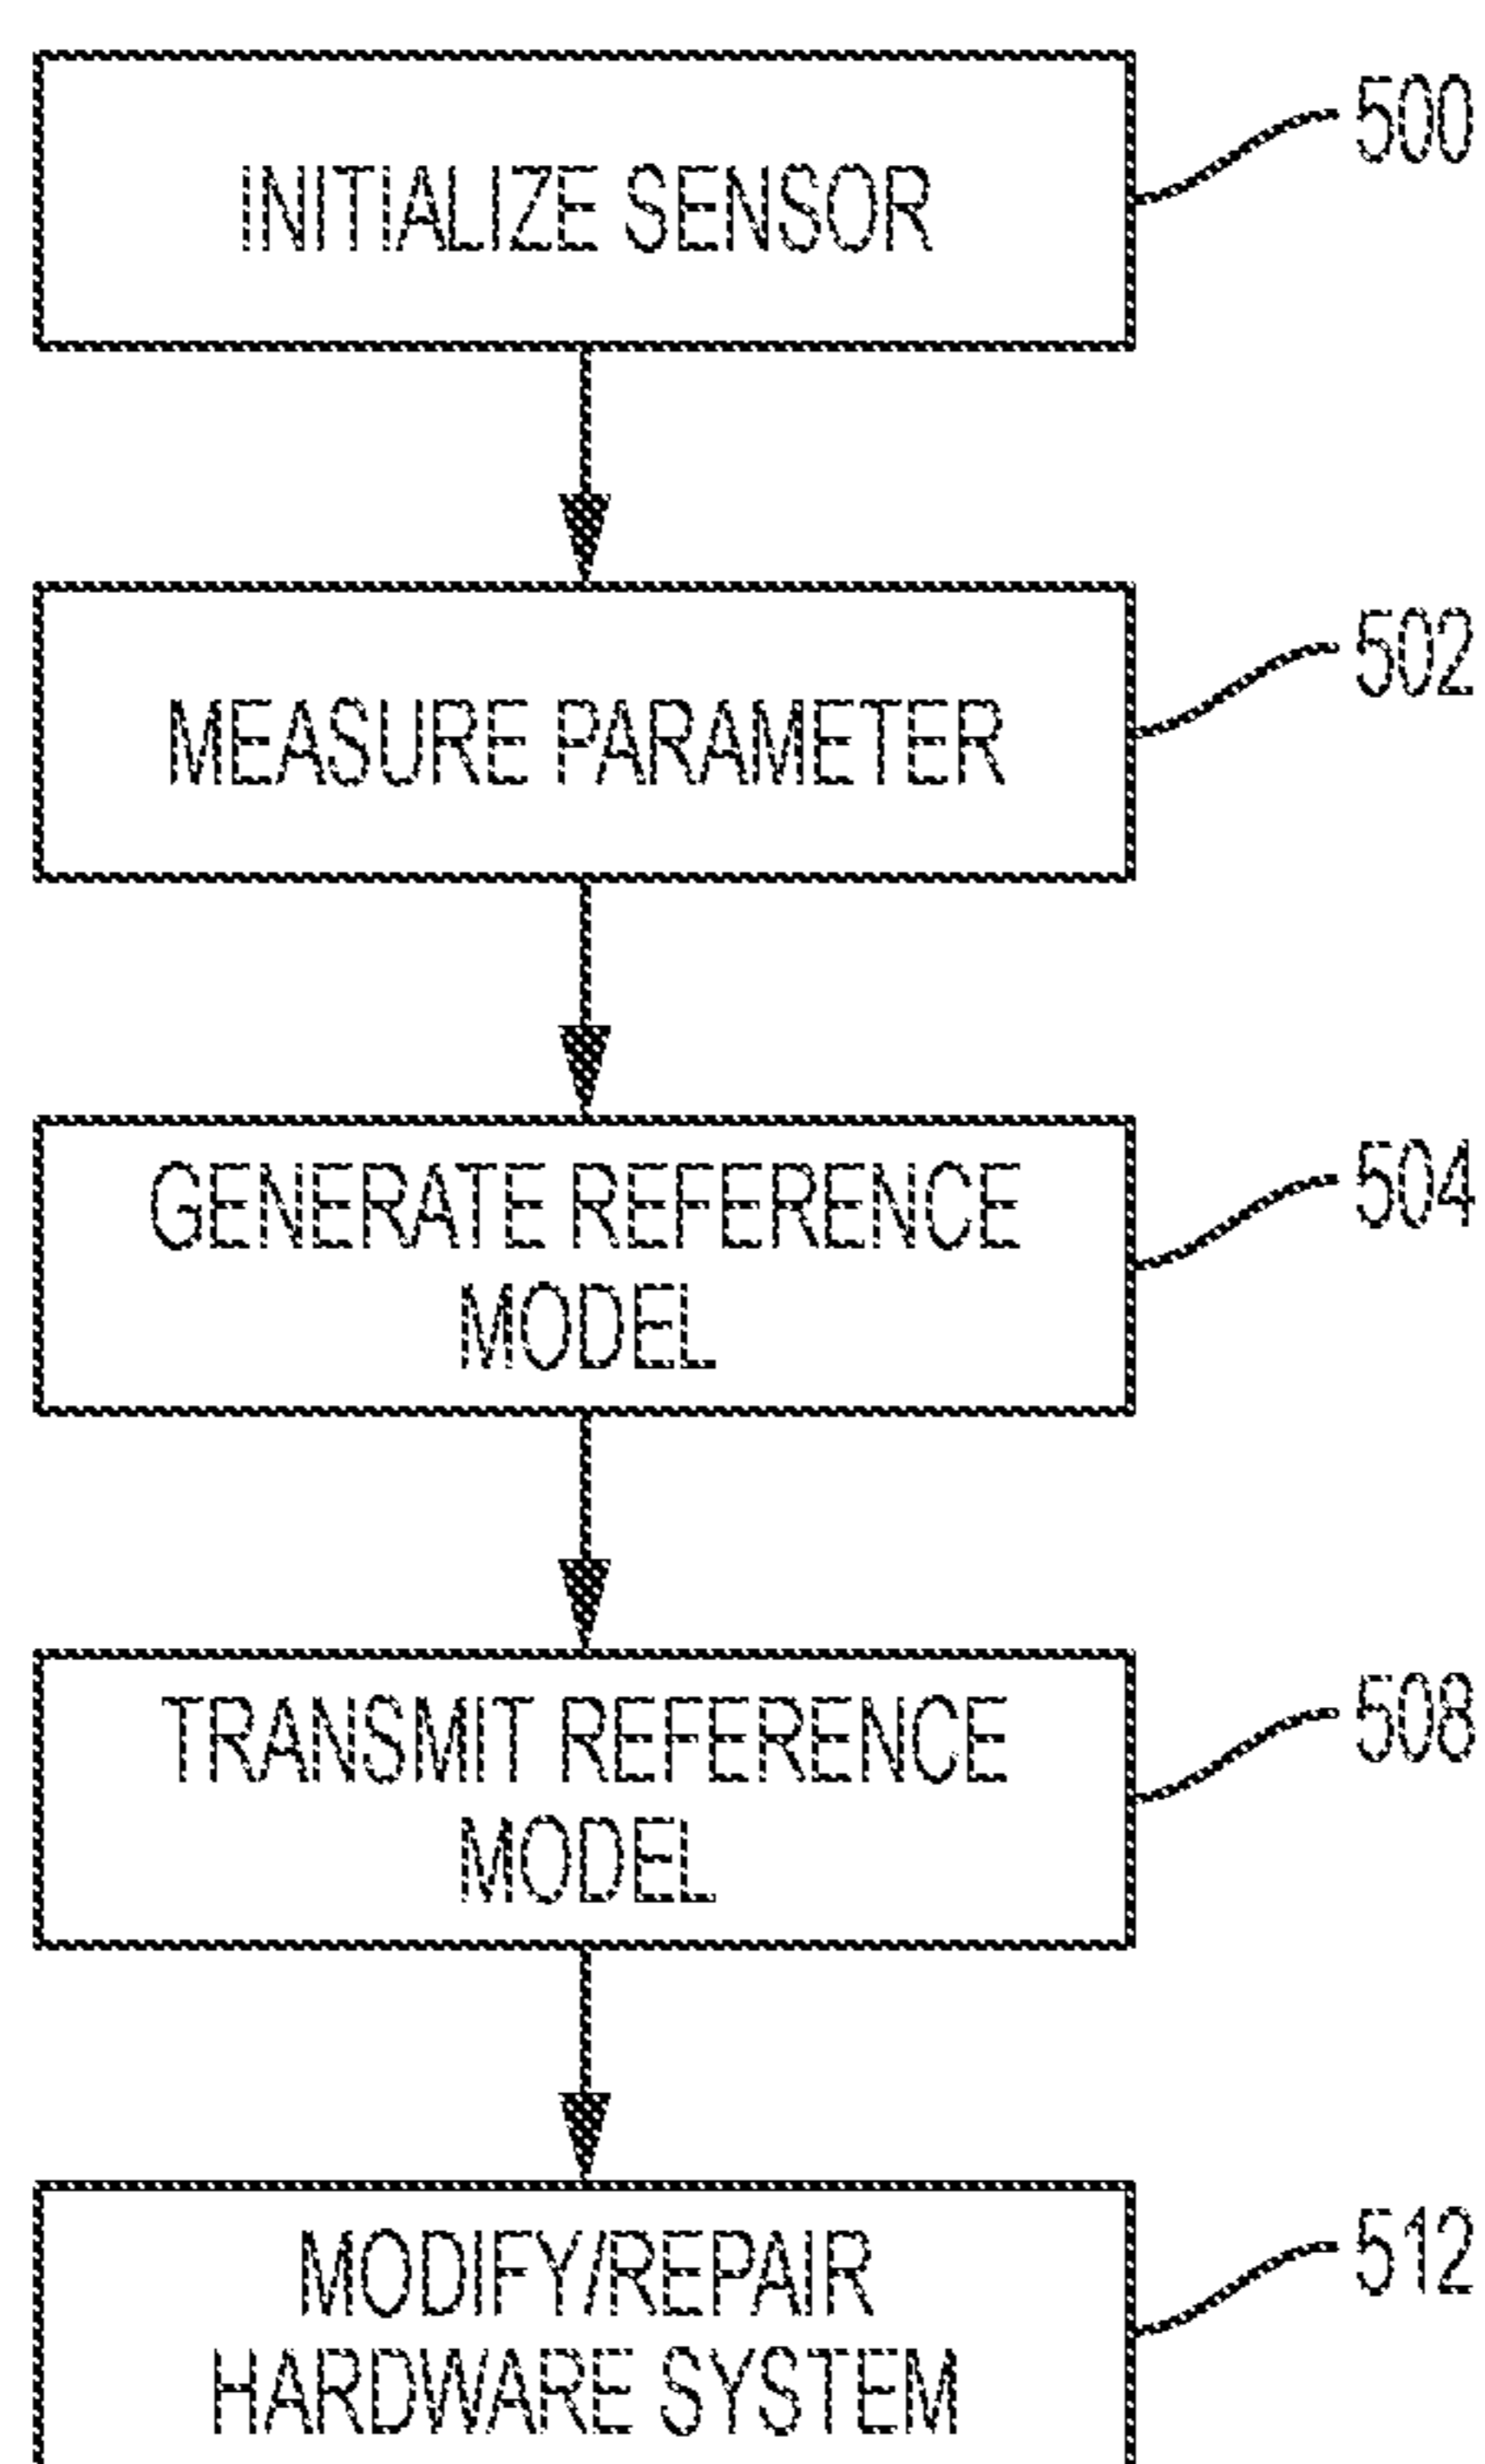 INITIALIZE SENSOR
500
MEASURE PARAMETER
502
GENERATE REFERENCE
MODEL
504
TRANSMIT REFERENCE
MODEL
508
MODIFY/REPAIR
HARDWARE SYSTEM
512